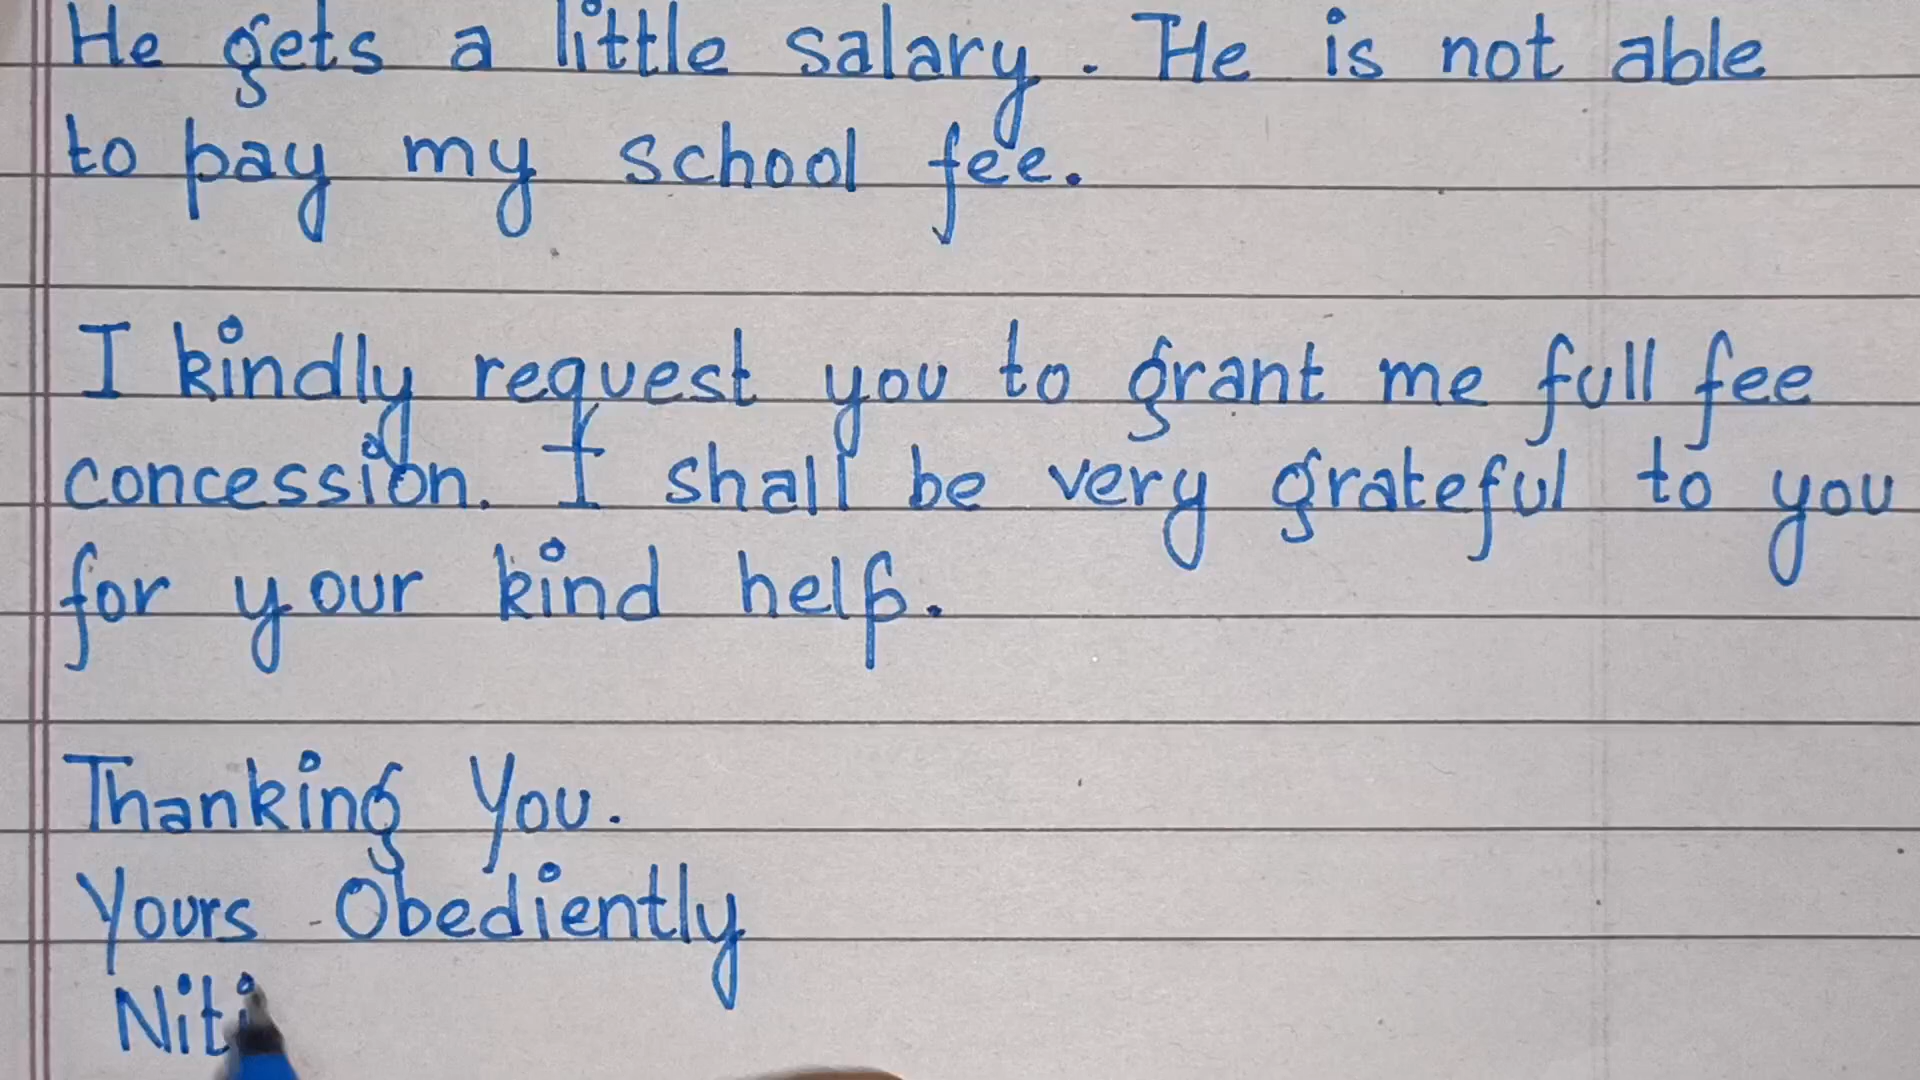 He gets a little salary. He is not able
to pay my school fee.
I kindly request you to grant me full fee
concession. I shall be very grateful to you
for your kind help.
Thanking You.
Yours Obediently
Niti